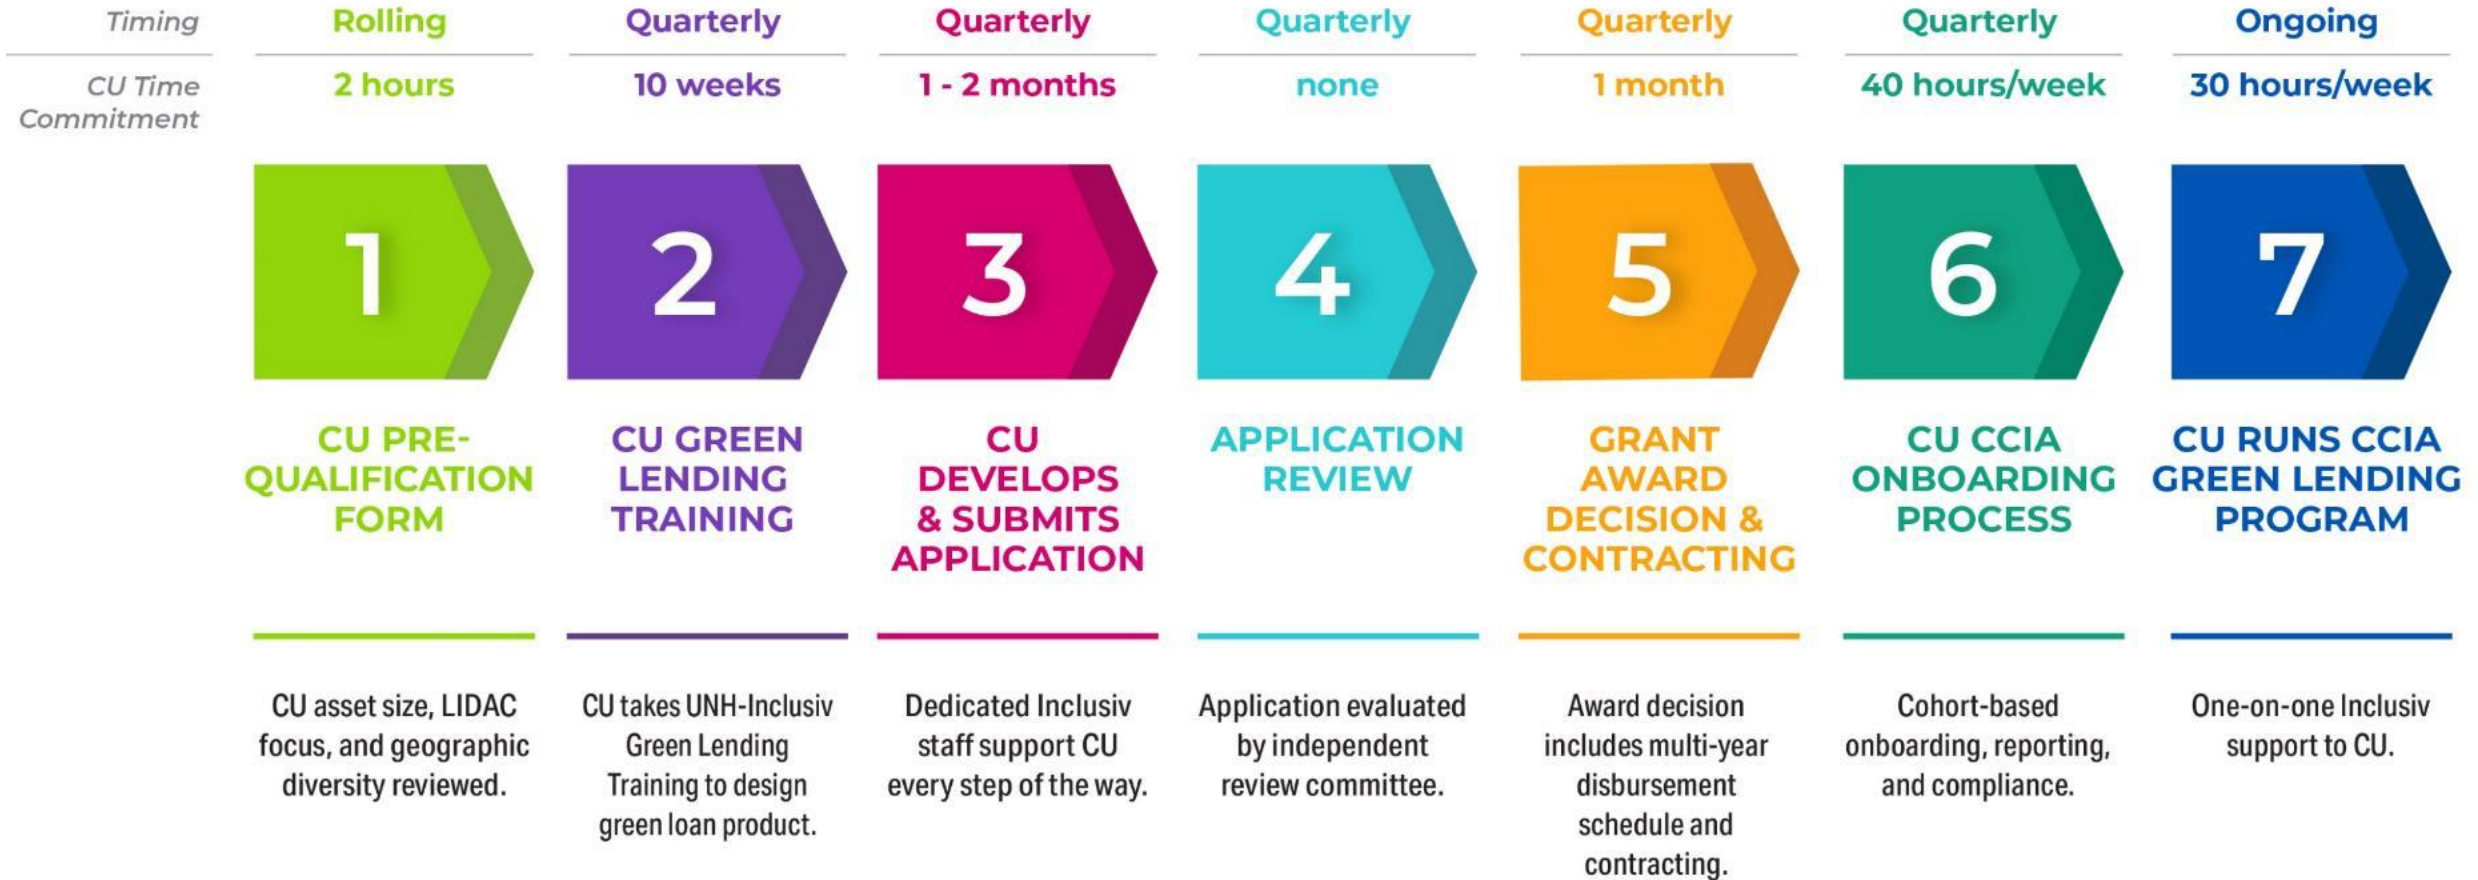 Timing
Rolling
Quarterly
Quarterly
Quarterly
Quarterly
Quarterly
Ongoing
CU Time
Commitment
2 hours
10 weeks
1 - 2 months
none
1 month
40 hours/week
30 hours/week
1
2
3
4
5
6
7
CU PRE-
QUALIFICATION
FORM
CU GREEN
LENDING
TRAINING
CU
DEVELOPS
& SUBMITS
APPLICATION
APPLICATION
REVIEW
GRANT
AWARD
DECISION &
CONTRACTING
CU CCIA
ONBOARDING
PROCESS
CU RUNS CCIA
GREEN LENDING
PROGRAM
CU asset size, LIDAC
focus, and geographic
diversity reviewed.
CU takes UNH-Inclusiv
Green Lending
Training to design
green loan product.
Dedicated Inclusiv
staff support CU
every step of the way.
Application evaluated
by independent
review committee.
Award decision
includes multi-year
disbursement
schedule and
contracting.
Cohort-based
onboarding, reporting,
and compliance.
One-on-one Inclusiv
support to CU.